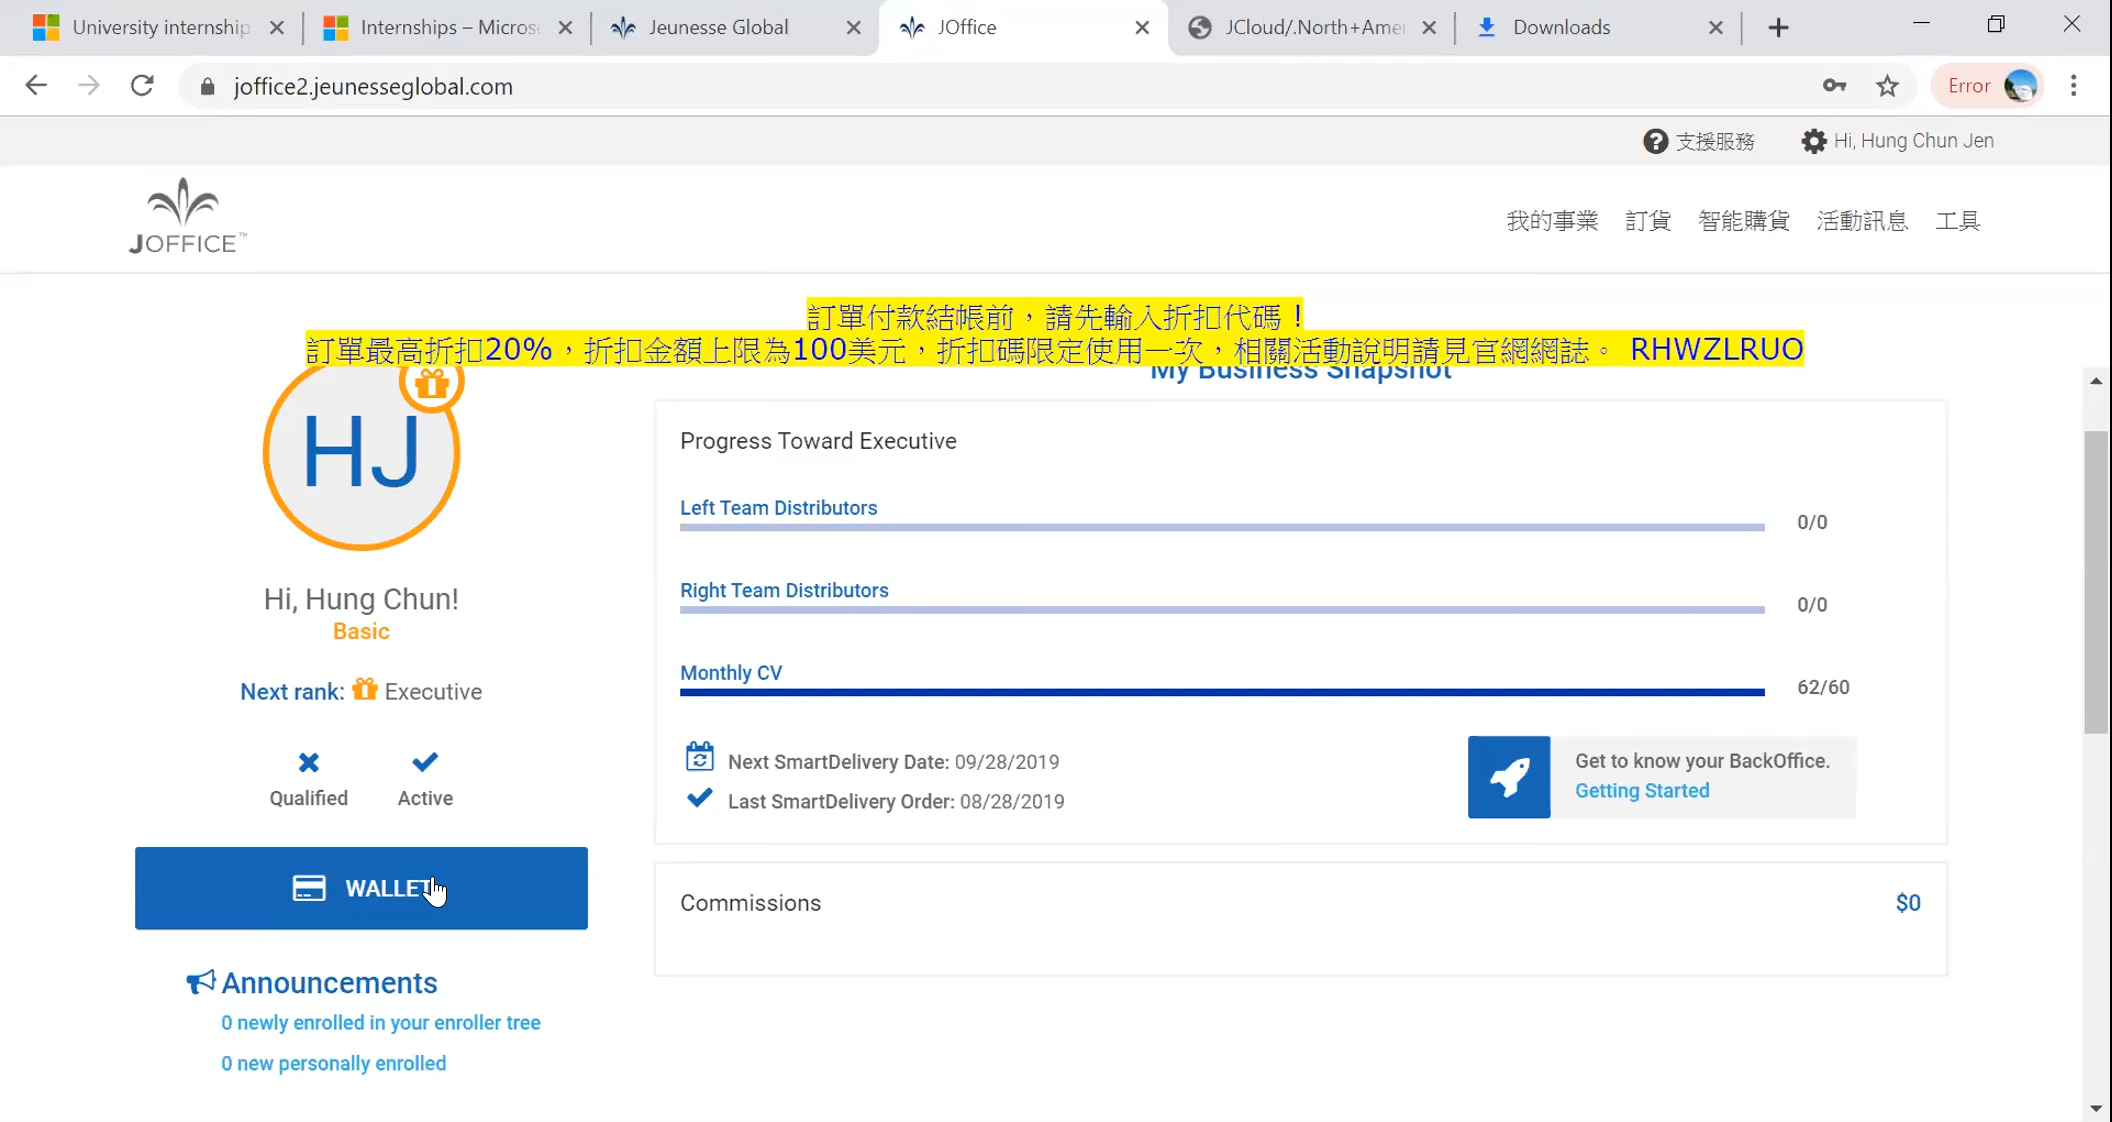 University internship
Internships – Micros
Jeunesse Global
JOffice
JCloud/.North+Ame
Downloads
joffice2.jeunesseglobal.com
Error
支援服務
Hi, Hung Chun Jen
JOFFICE™
我的事業 訂貨 智能購貨 活動訊息 工具
訂單付款結帳前，請先輸入折扣代碼！
訂單最高折扣20%，折扣金額上限為100美元，折扣碼限定使用一次，相關活動說明請見官網網誌。 RHWZLRUO
My Business Snapshot
HJ
Hi, Hung Chun!
Basic
Next rank: Executive
Qualified
Active
WALLET
Announcements
0 newly enrolled in your enroller tree
0 new personally enrolled
Progress Toward Executive
Left Team Distributors
0/0
Right Team Distributors
0/0
Monthly CV
62/60
Next SmartDelivery Date: 09/28/2019
Last SmartDelivery Order: 08/28/2019
Get to know your BackOffice.
Getting Started
Commissions
$0